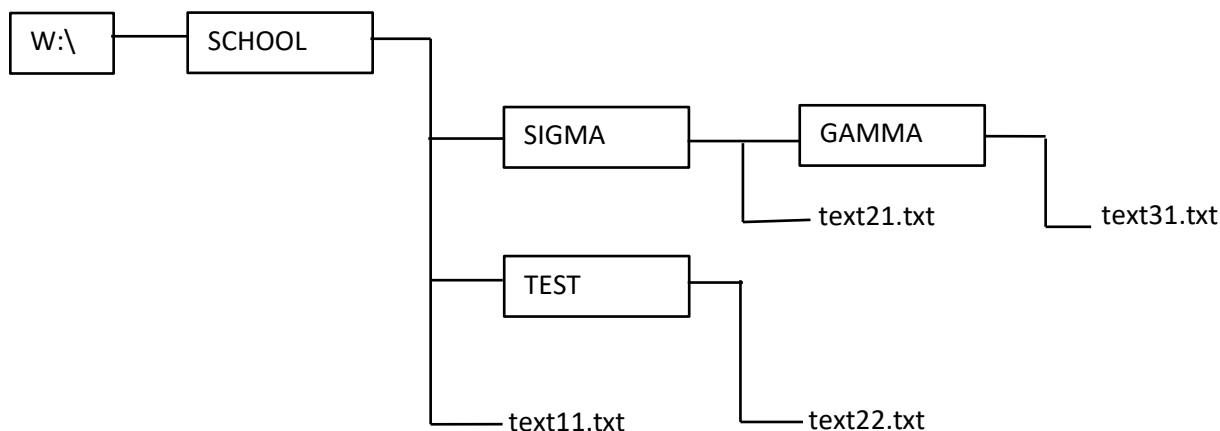 W:\
SCHOOL
SIGMA
GAMMA
text21.txt
text31.txt
TEST
text11.txt
text22.txt